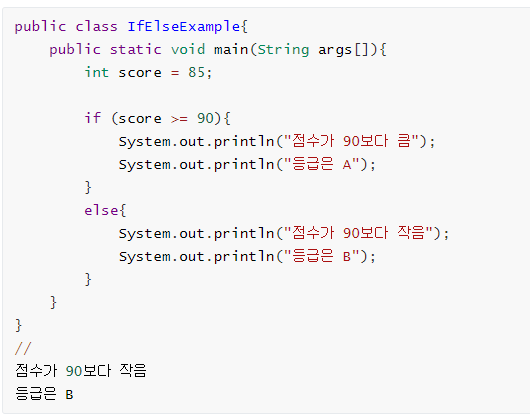 public class IfElseExample{
    public static void main(String args[]){
        int score = 85;

        if (score >= 90){
            System.out.println("점수가 90보다 큼");
            System.out.println("등급은 A");
        }
        else{
            System.out.println("점수가 90보다 작음");
            System.out.println("등급은 B");
        }
    }
}
//
점수가 90보다 작음
등급은 B